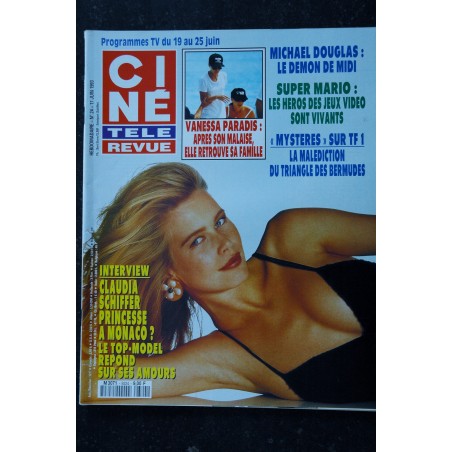 Programmes TV du 19 au 25 juin
CINÉ
TELE
REVUE
VANESSA PARADIS :
APRÈS SON MALAISE,
ELLE RETROUVE SA FAMILLE
MICHAEL DOUGLAS :
LE DEMON DE MIDI
SUPER MARIO :
LES HEROS DES JEUX VIDEO
SONT VIVANTS
« MYSTERES » SUR TF 1
LA MALEDICTION
DU TRIANGLE DES BERMUDES
INTERVIEW
CLAUDIA
SCHIFFER
PRINCESSE
A MONACO ?
LE TOP-MODEL
REPOND
SUR SES AMOURS